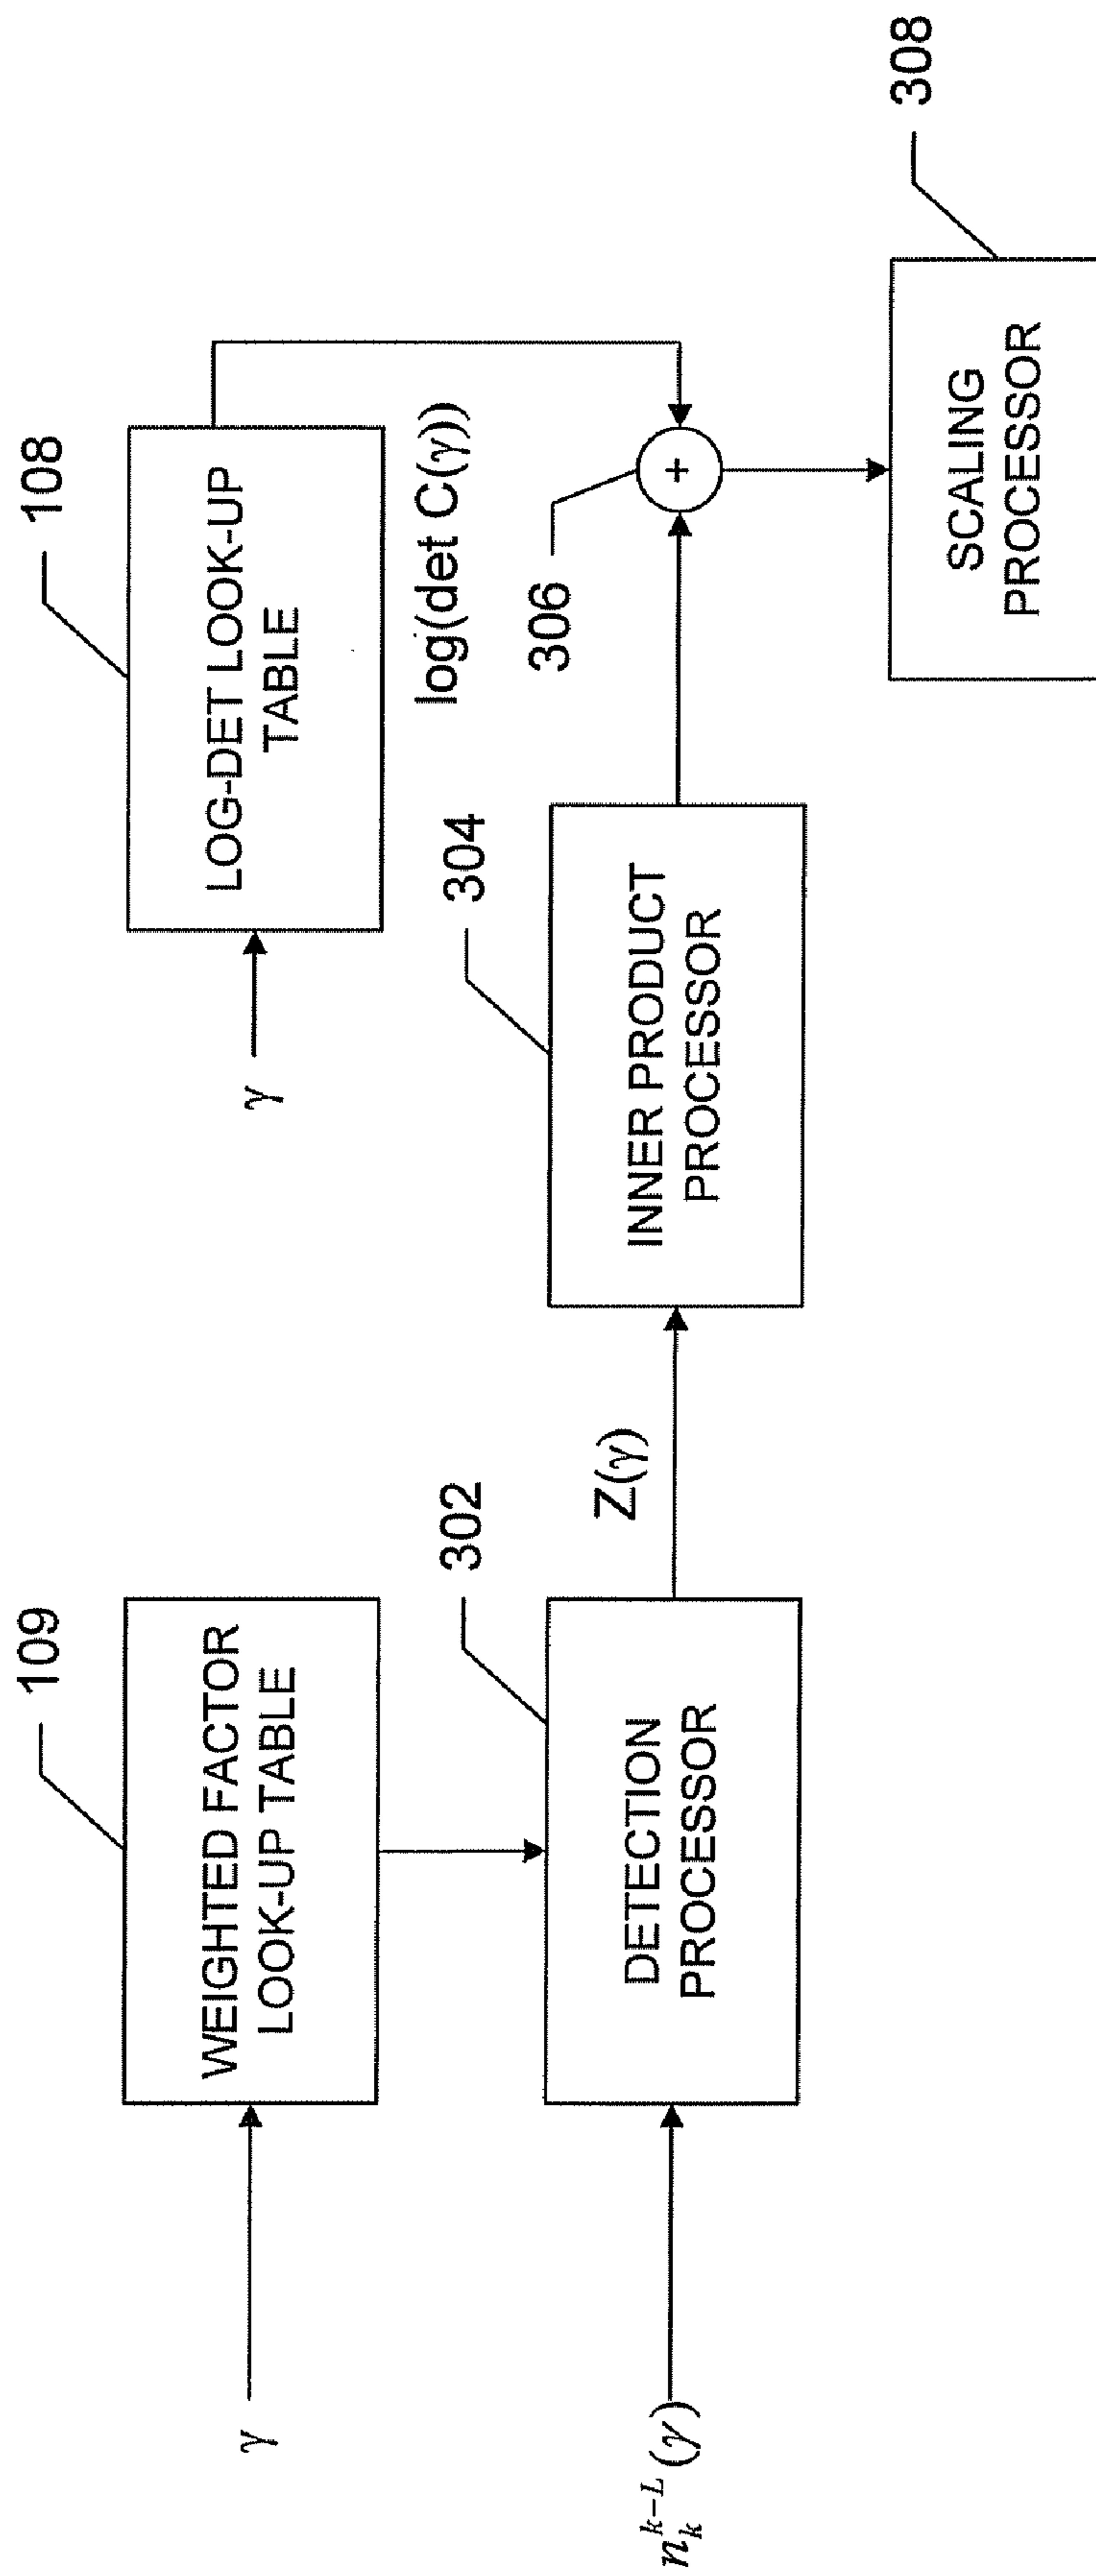 109
γ
WEIGHTED FACTOR
LOOK-UP TABLE
108
γ
LOG-DET LOOK-UP
TABLE
log(det C(γ))
302
n_k^{k-L}(γ)
DETECTION
PROCESSOR
Z(γ)
304
INNER PRODUCT
PROCESSOR
306
+
308
SCALING
PROCESSOR